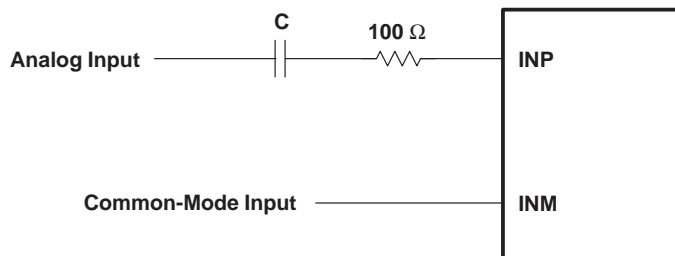 C
100 Ω
Analog Input
INP
Common-Mode Input
INM